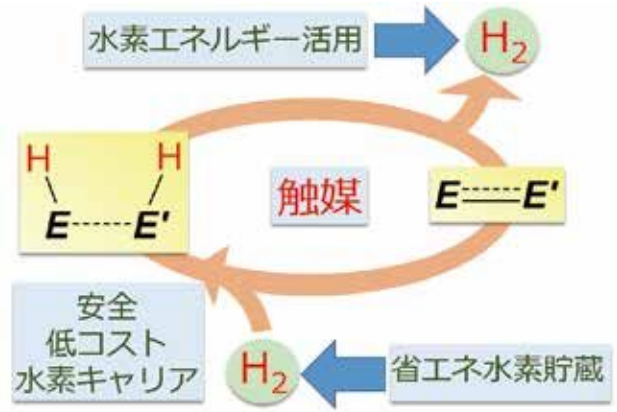 水素エネルギー活用
H2
H H
E E'
触媒
E E'
安全
低コスト
水素キャリア
H2
省エネ水素貯蔵